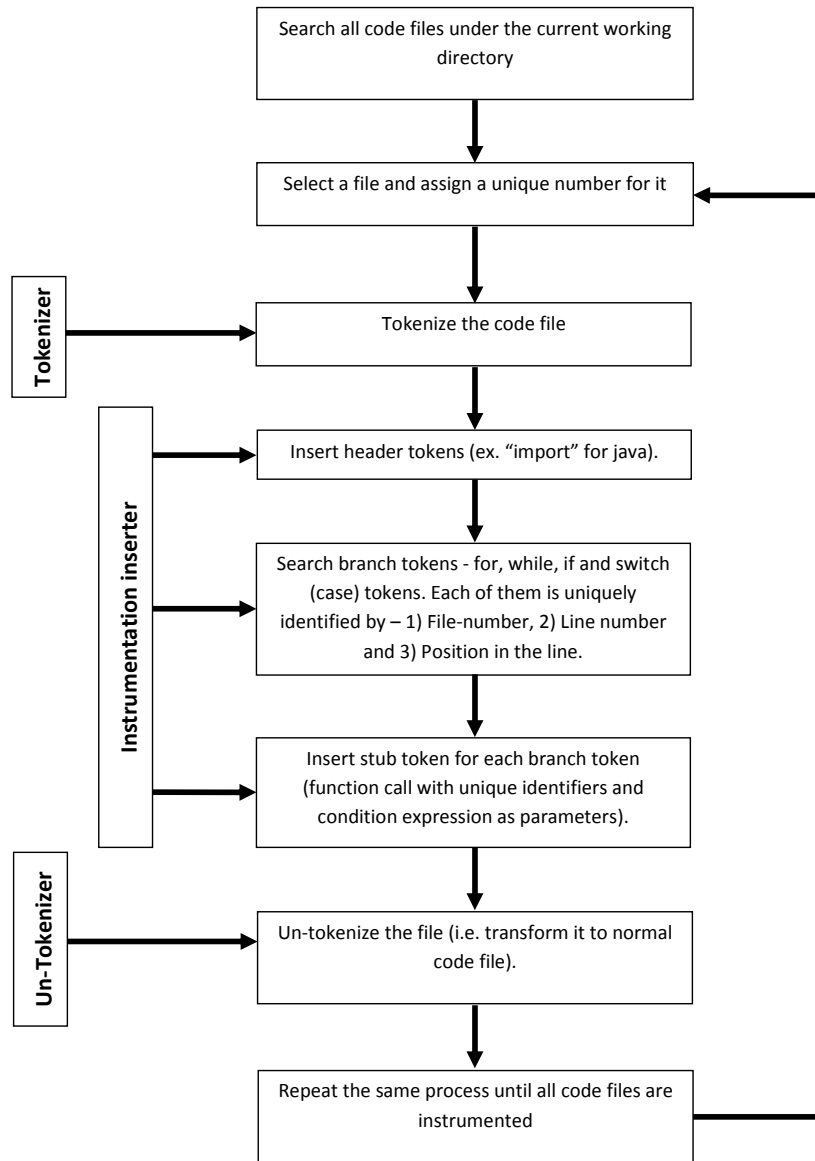 Search all code files under the current working
directory
Select a file and assign a unique number for it
Tokenizer
Tokenize the code file
Instrumentation inserter
Insert header tokens (ex. “import” for java).
Search branch tokens - for, while, if and switch
(case) tokens. Each of them is uniquely
identified by – 1) File-number, 2) Line number
and 3) Position in the line.
Insert stub token for each branch token
(function call with unique identifiers and
condition expression as parameters).
Un-Tokenizer
Un-tokenize the file (i.e. transform it to normal
code file).
Repeat the same process until all code files are
instrumented